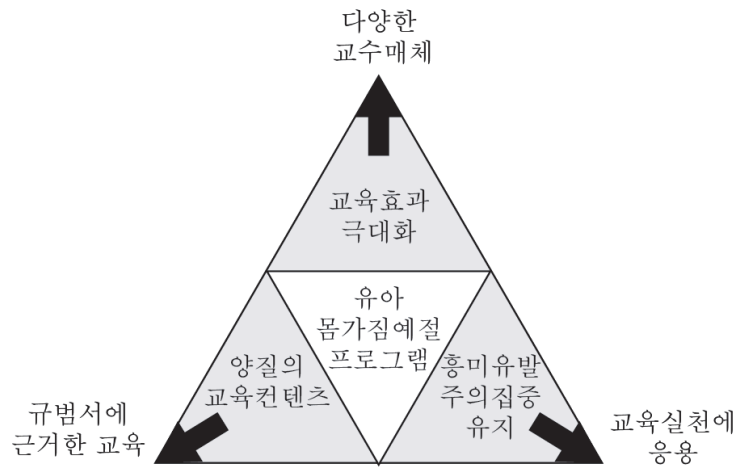 다양한
교수매체
교육효과
극대화
유아
몸가짐예절
프로그램
양질의
교육컨텐츠
흥미유발
주의집중
유지
규범서에
근거한 교육
교육실천에
응용